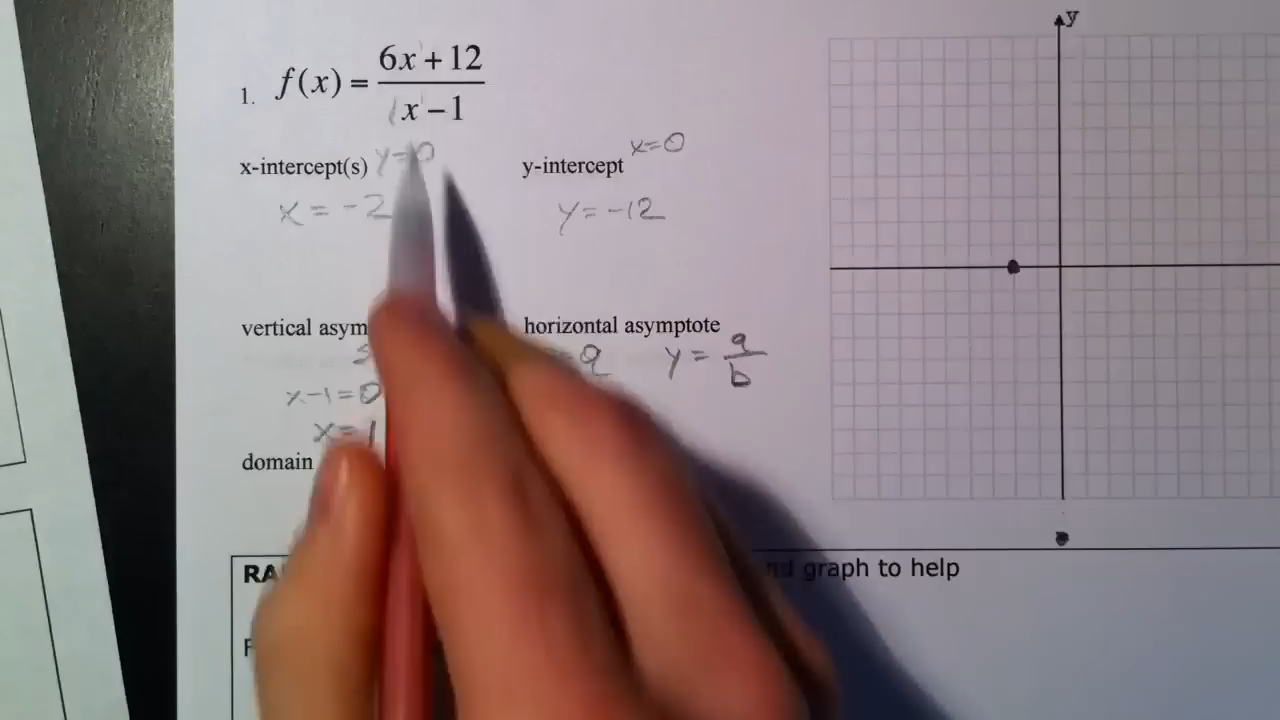 y
1. f(x) = 6x + 12 / x - 1
x-intercept(s) y=0
x = -2
y-intercept x=0
y = -12
vertical asym
x-1=0
x=1
horizontal asymptote
y = a/b
domain
graph to help